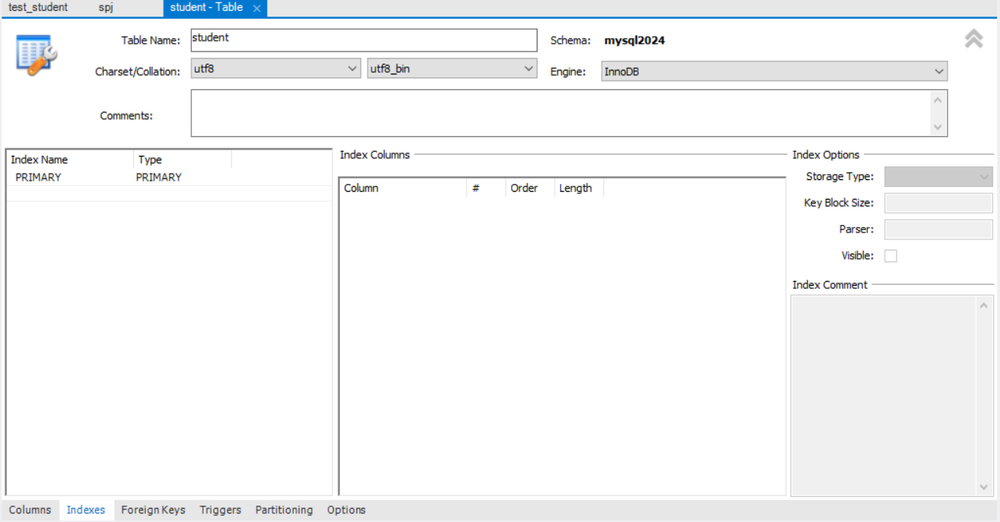 test_student spj student - Table ×
Table Name: student Schema: mysql2024
Charset/Collation: utf8 utf8_bin Engine: InnoDB
Comments:
Index Name Type
PRIMARY PRIMARY
Index Columns
Column # Order Length
Index Options
Storage Type:
Key Block Size:
Parser:
Visible:
Index Comment
Columns Indexes Foreign Keys Triggers Partitioning Options